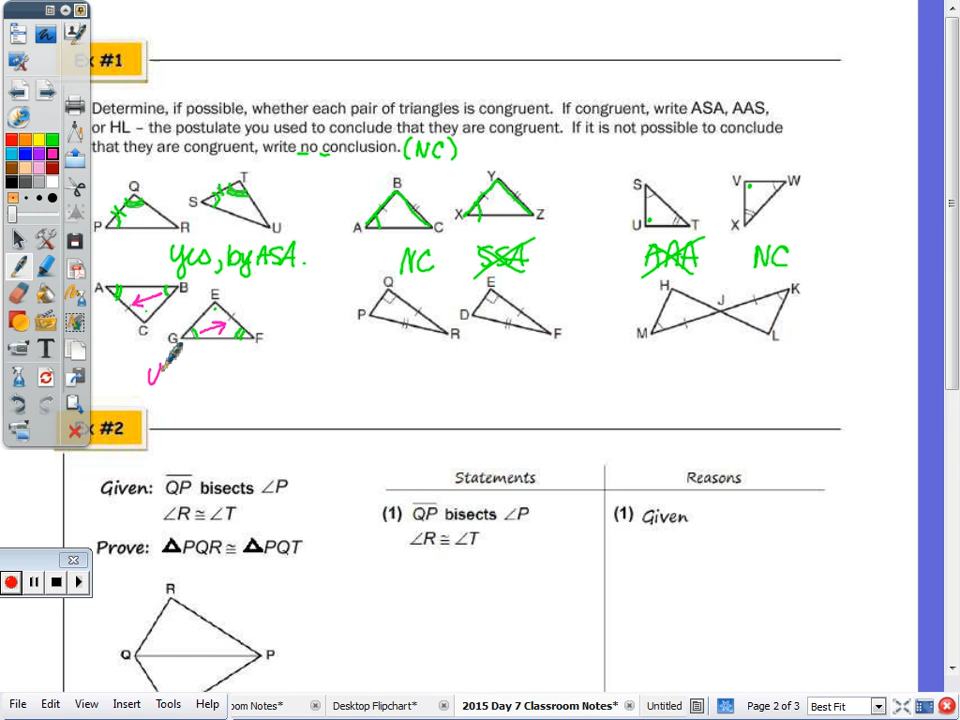 Ex #1
Determine, if possible, whether each pair of triangles is congruent. If congruent, write ASA, AAS,
or HL – the postulate you used to conclude that they are congruent. If it is not possible to conclude
that they are congruent, write no conclusion. (NC)
Q T B Y S V W
S P R U A C X Z U T X
Yes, by ASA. NC SSA AAA NC
A B C E G F Q P R E D F H J K M L
Ex #2
Given: QP bisects ∠P
∠R ≅ ∠T
Prove: △PQR ≅ △PQT
R
Q P
Statements Reasons
(1) QP bisects ∠P (1) Given
∠R ≅ ∠T
File Edit View Insert Tools Help
oom Notes* Desktop Flipchart* 2015 Day 7 Classroom Notes* Untitled Page 2 of 3 Best Fit